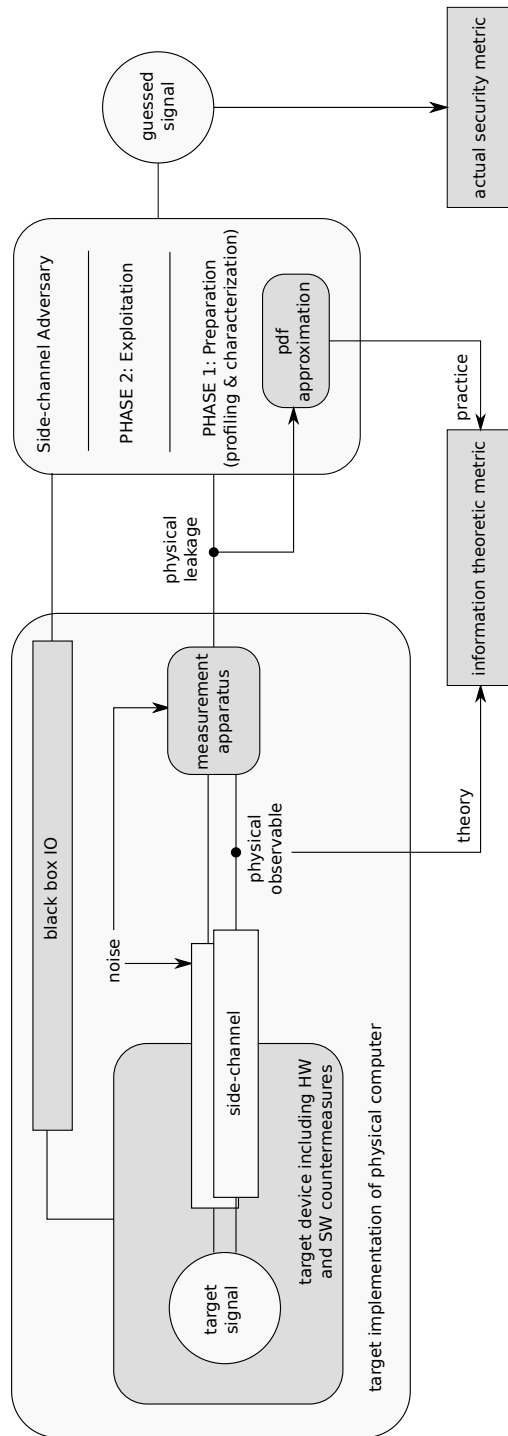 black box IO
noise
side-channel
target
signal
target device including HW
and SW countermeasures
target implementation of physical computer
measurement
apparatus
physical
observable
physical
leakage
theory
Side-channel Adversary
PHASE 2: Exploitation
PHASE 1: Preparation
(profiling & characterization)
pdf
approximation
practice
information theoretic metric
guessed
signal
actual security metric